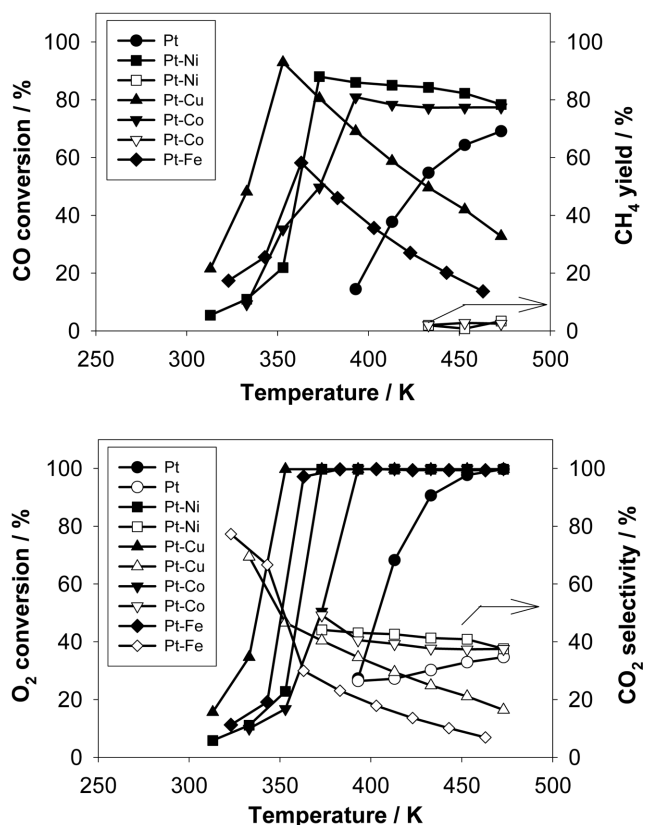 100
80
60
40
20
0
CO conversion / %
Pt
Pt-Ni
Pt-Ni
Pt-Cu
Pt-Co
Pt-Co
Pt-Fe
100
80
60
40
20
0
CH₄ yield / %
250 300 350 400 450 500
Temperature / K
100
80
60
40
20
0
O₂ conversion / %
Pt
Pt
Pt-Ni
Pt-Ni
Pt-Cu
Pt-Cu
Pt-Co
Pt-Co
Pt-Fe
Pt-Fe
100
80
60
40
20
0
CO₂ selectivity / %
250 300 350 400 450 500
Temperature / K